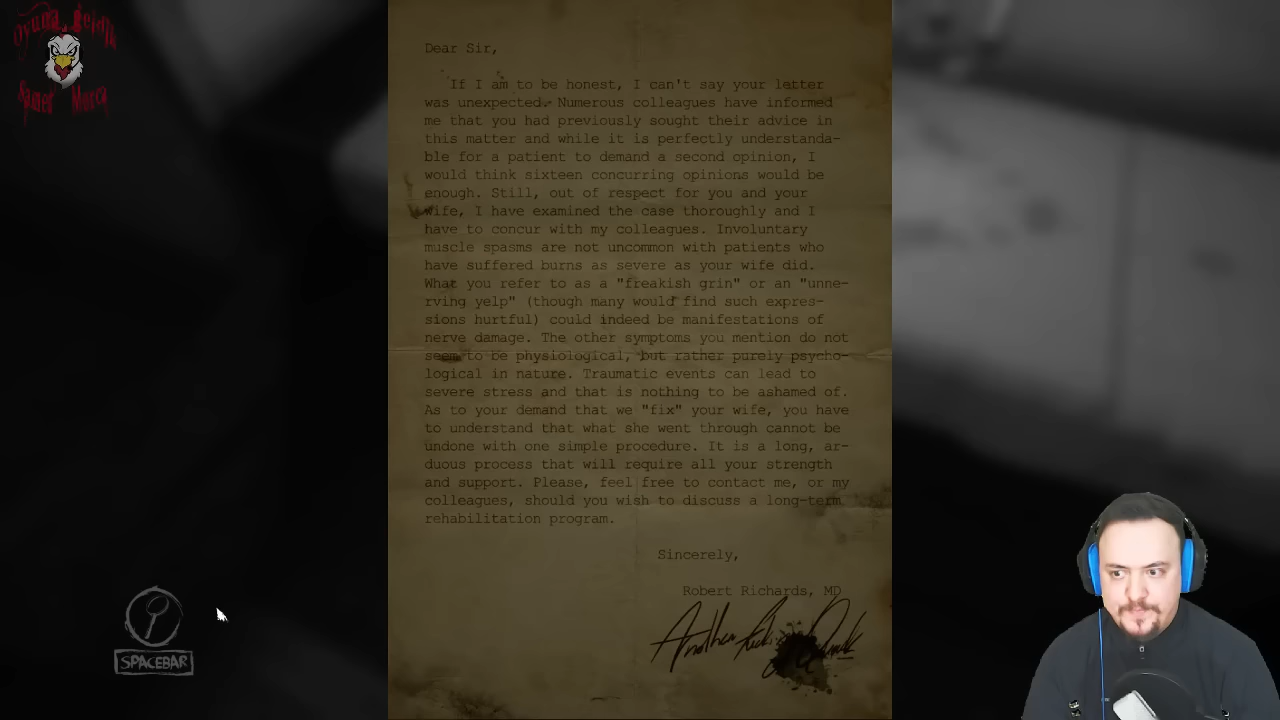 Oyuna Gelmik
Samet Murca
Dear Sir,
If I am to be honest, I can't say your letter
was unexpected. Numerous colleagues have informed
me that you had previously sought their advice in
this matter and while it is perfectly understanda-
ble for a patient to demand a second opinion, I
would think sixteen concurring opinions would be
enough. Still, out of respect for you and your
wife, I have examined the case thoroughly and I
have to concur with my colleagues. Involuntary
muscle spasms are not uncommon with patients who
have suffered burns as severe as your wife did.
What you refer to as a "freakish grin" or an "unne-
rving yelp" (though many would find such expres-
sions hurtful) could indeed be manifestations of
nerve damage. The other symptoms you mention do not
seem to be physiological, but rather purely psycho-
logical in nature. Traumatic events can lead to
severe stress and that is nothing to be ashamed of.
As to your demand that we "fix" your wife, you have
to understand that what she went through cannot be
undone with one simple procedure. It is a long, ar-
duous process that will require all your strength
and support. Please, feel free to contact me, or my
colleagues, should you wish to discuss a long-term
rehabilitation program.
Sincerely,
Robert Richards, MD
Another
SPACEBAR